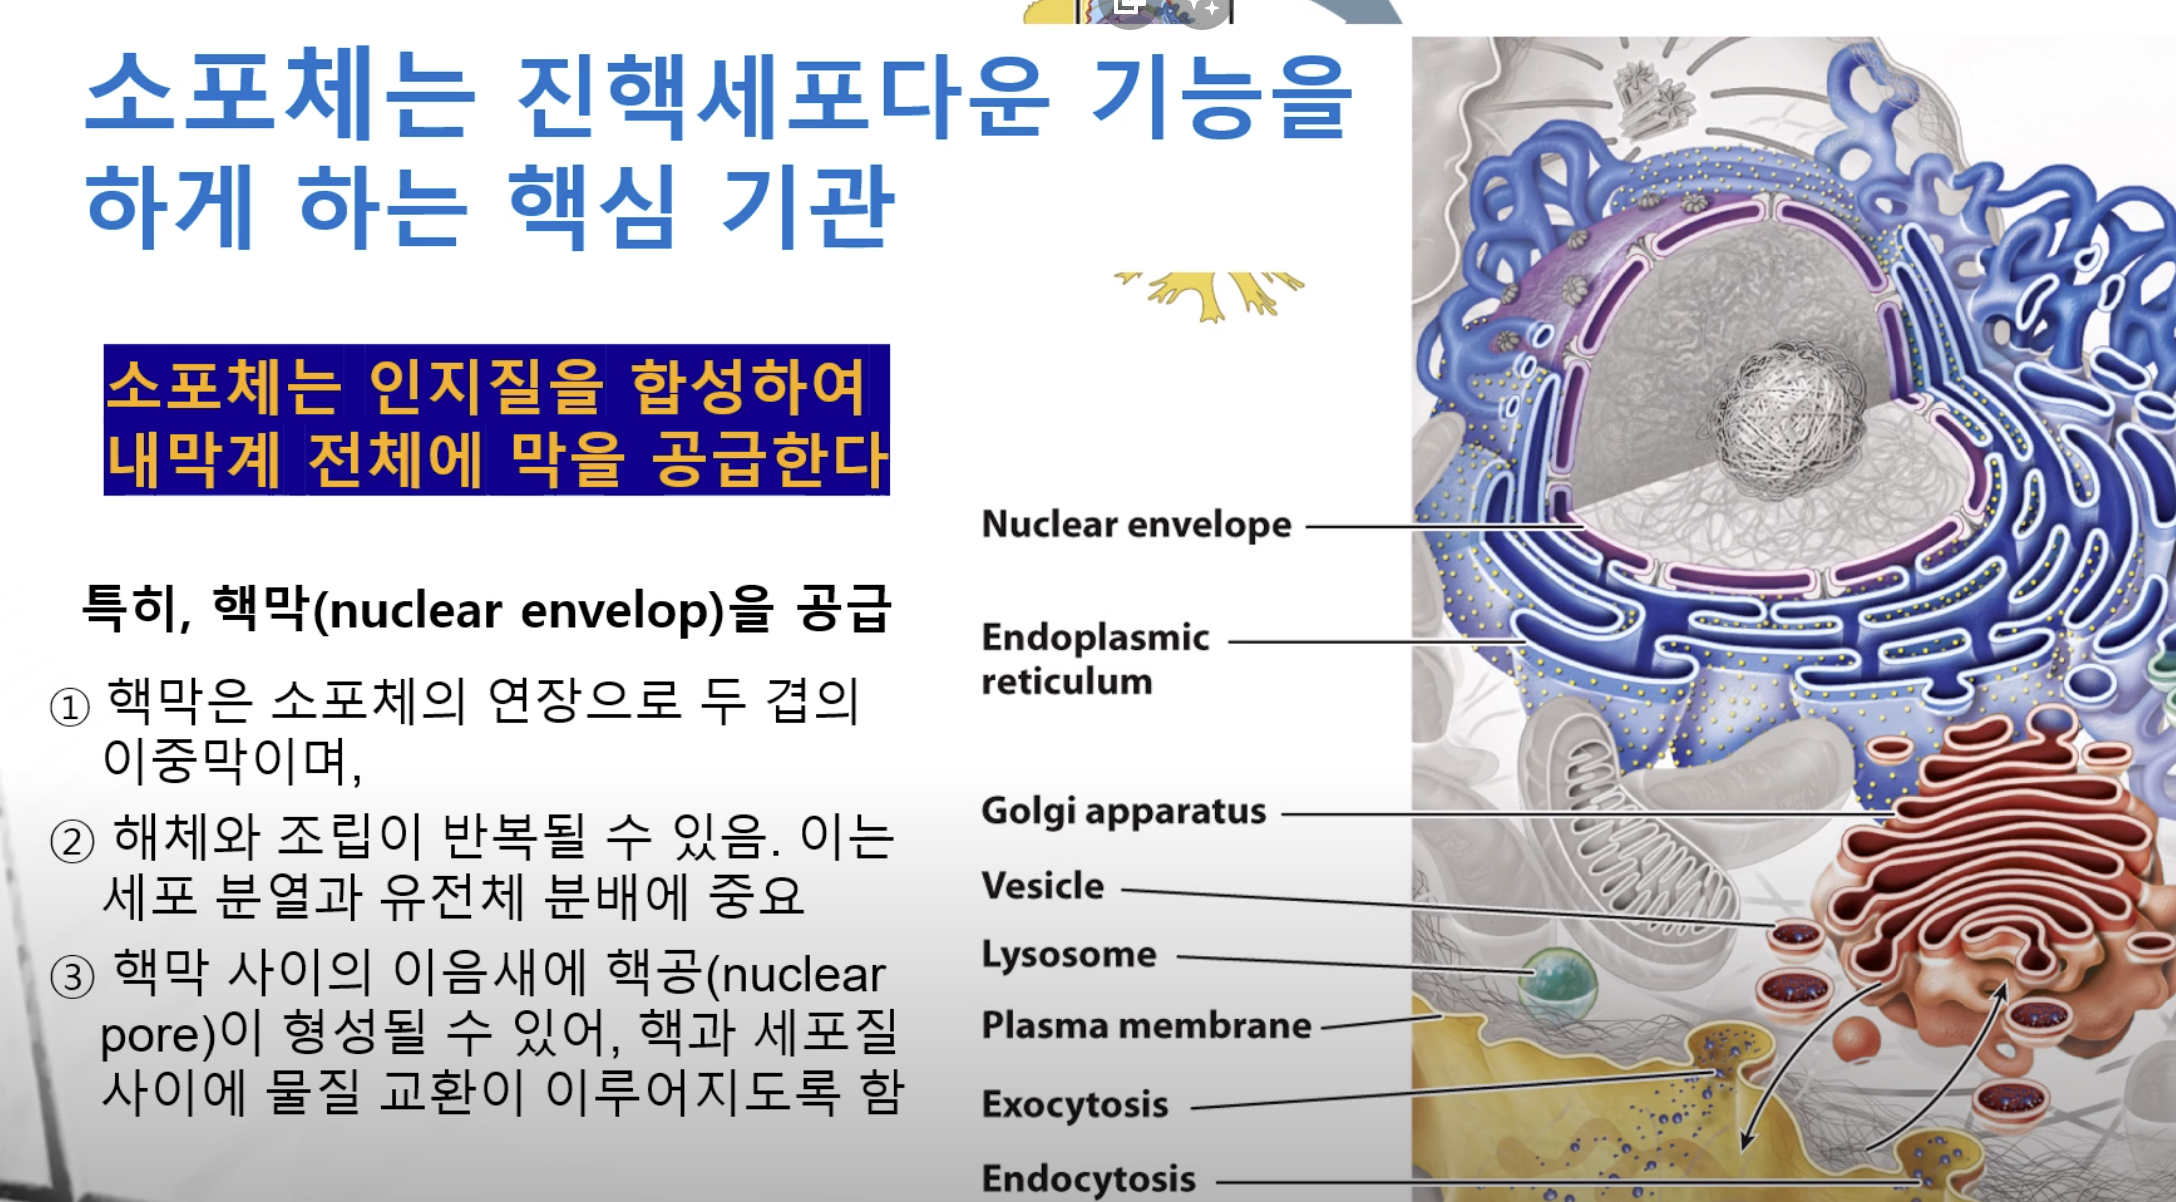 소포체는 진핵세포다운 기능을
하게 하는 핵심 기관
소포체는 인지질을 합성하여
내막계 전체에 막을 공급한다
특히, 핵막(nuclear envelop)을 공급
① 핵막은 소포체의 연장으로 두 겹의
이중막이며,
② 해체와 조립이 반복될 수 있음. 이는
세포 분열과 유전체 분배에 중요
③ 핵막 사이의 이음새에 핵공(nuclear
pore)이 형성될 수 있어, 핵과 세포질
사이에 물질 교환이 이루어지도록 함
Nuclear envelope
Endoplasmic
reticulum
Golgi apparatus
Vesicle
Lysosome
Plasma membrane
Exocytosis
Endocytosis